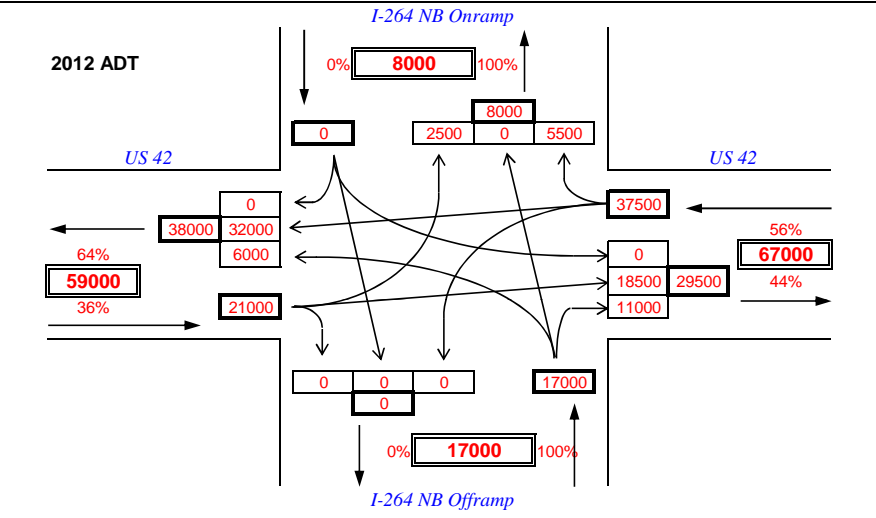 I-264 NB Onramp
2012 ADT
0% 8000 100%
8000
0 2500 0 5500
US 42 US 42
0 37500
38000 32000 56%
64% 6000 0 67000
59000 18500 29500 44%
36% 21000 11000
0 0 0 17000
0
0% 17000 100%
I-264 NB Offramp